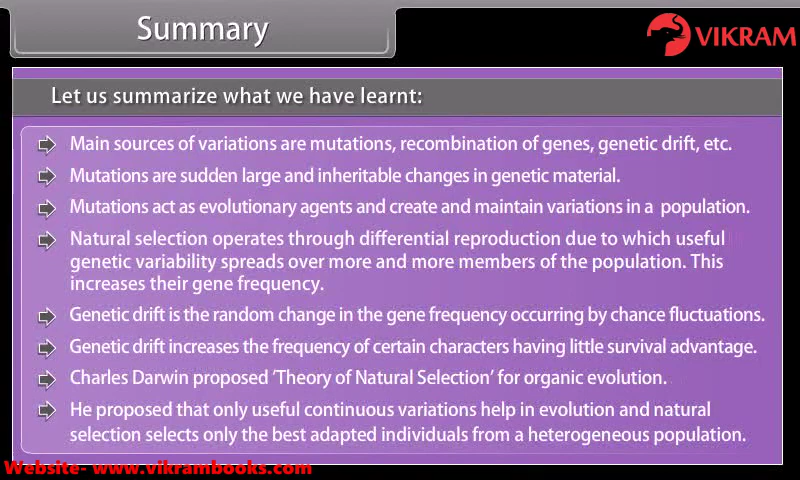 Summary
VIKRAM
Let us summarize what we have learnt:
Main sources of variations are mutations, recombination of genes, genetic drift, etc.
Mutations are sudden large and inheritable changes in genetic material.
Mutations act as evolutionary agents and create and maintain variations in a population.
Natural selection operates through differential reproduction due to which useful
genetic variability spreads over more and more members of the population. This
increases their gene frequency.
Genetic drift is the random change in the gene frequency occurring by chance fluctuations.
Genetic drift increases the frequency of certain characters having little survival advantage.
Charles Darwin proposed ‘Theory of Natural Selection’ for organic evolution.
He proposed that only useful continuous variations help in evolution and natural
selection selects only the best adapted individuals from a heterogeneous population.
Website- www.vikrambooks.com